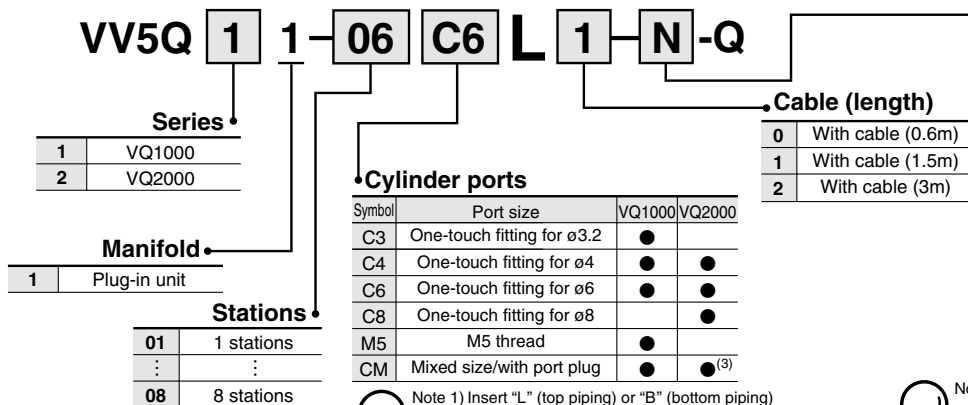 VV5Q 1 1–06 C6 L 1–N-Q
Series
1 VQ1000
2 VQ2000
Manifold
1 Plug-in unit
Stations
01 1 stations
⋮ ⋮
08 8 stations
Cylinder ports
Symbol Port size VQ1000 VQ2000
C3 One-touch fitting for ø3.2 ●
C4 One-touch fitting for ø4 ● ●
C6 One-touch fitting for ø6 ● ●
C8 One-touch fitting for ø8 ●
M5 M5 thread ●
CM Mixed size/with port plug ● ●(3)
Note 1) Insert “L” (top piping) or “B” (bottom piping)
Cable (length)
0 With cable (0.6m)
1 With cable (1.5m)
2 With cable (3m)